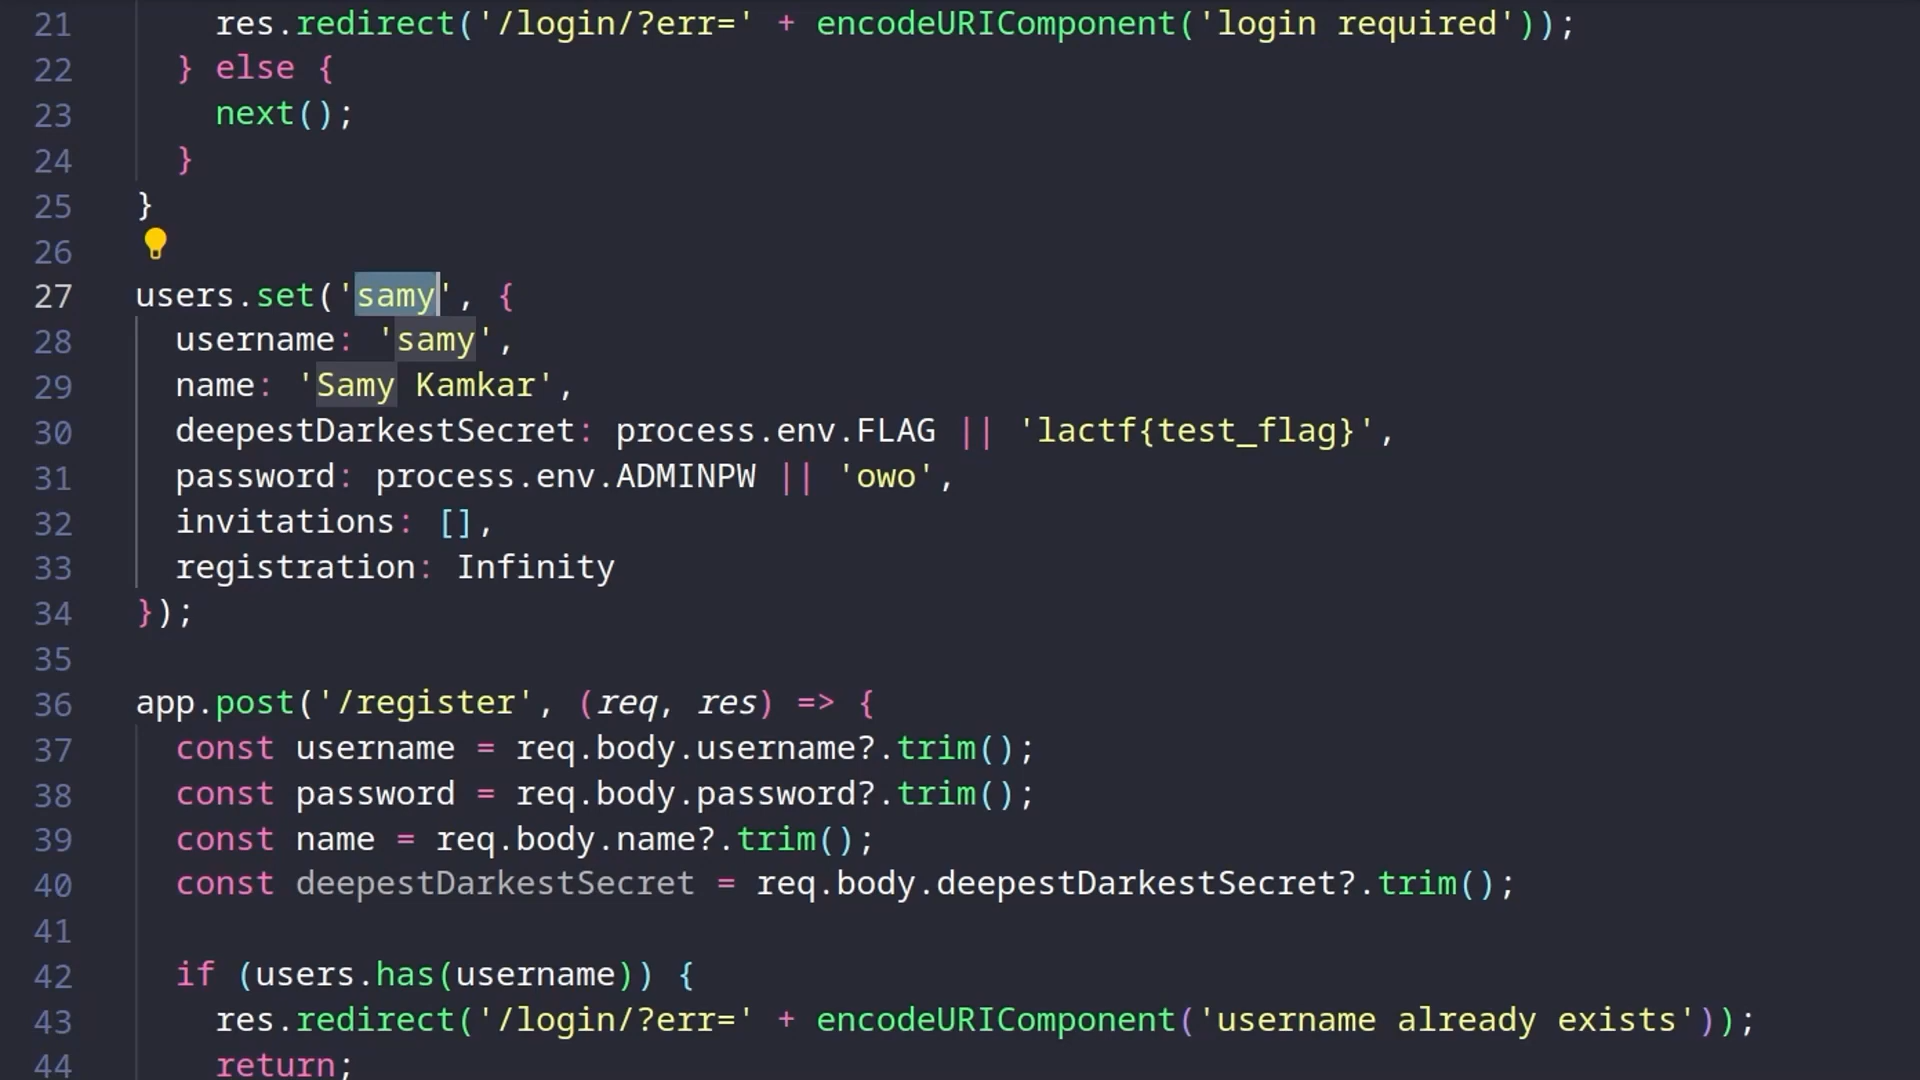 21 res.redirect('/login/?err=' + encodeURIComponent('login required'));
22 } else {
23 next();
24 }
25 }
26
27 users.set('samy', {
28 username: 'samy',
29 name: 'Samy Kamkar',
30 deepestDarkestSecret: process.env.FLAG || 'lactf{test_flag}',
31 password: process.env.ADMINPW || 'owo',
32 invitations: [],
33 registration: Infinity
34 });
35
36 app.post('/register', (req, res) => {
37 const username = req.body.username?.trim();
38 const password = req.body.password?.trim();
39 const name = req.body.name?.trim();
40 const deepestDarkestSecret = req.body.deepestDarkestSecret?.trim();
41
42 if (users.has(username)) {
43 res.redirect('/login/?err=' + encodeURIComponent('username already exists'));
44 return;